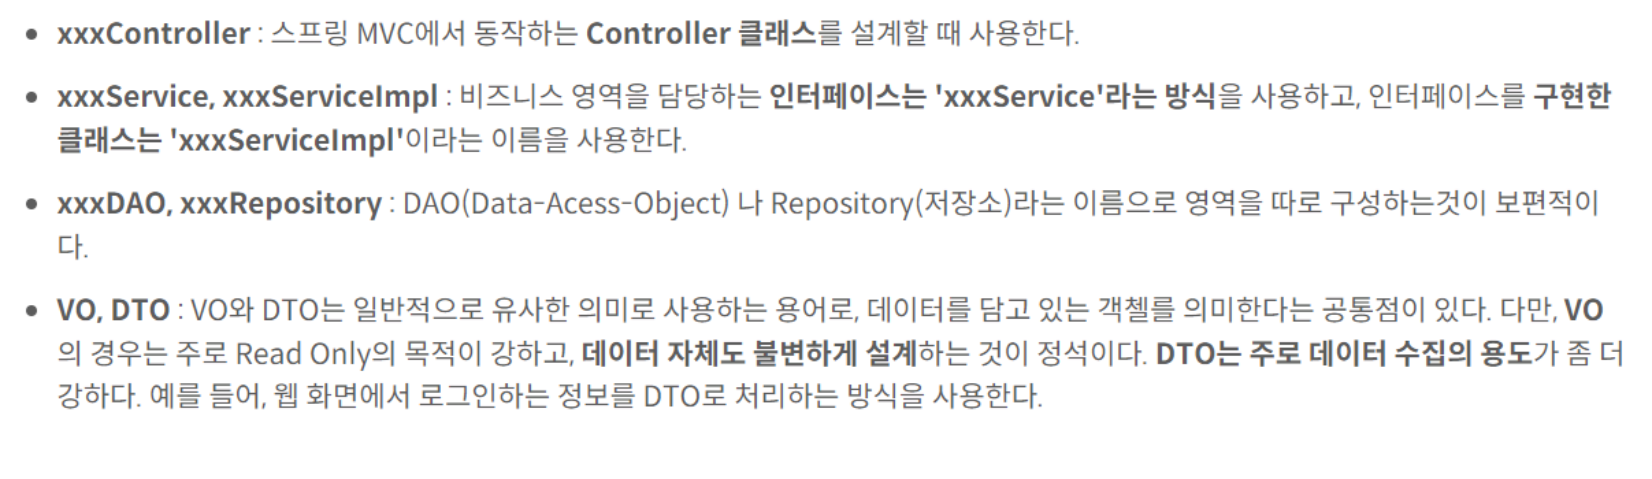 xxxController : 스프링 MVC에서 동작하는 Controller 클래스를 설계할 때 사용한다.
xxxService, xxxServiceImpl : 비즈니스 영역을 담당하는 인터페이스는 'xxxService'라는 방식을 사용하고, 인터페이스를 구현한
클래스는 'xxxServiceImpl'이라는 이름을 사용한다.
xxxDAO, xxxRepository : DAO(Data-Acess-Object) 나 Repository(저장소)라는 이름으로 영역을 따로 구성하는것이 보편적이
다.
VO, DTO : VO와 DTO는 일반적으로 유사한 의미로 사용하는 용어로, 데이터를 담고 있는 객첼를 의미한다는 공통점이 있다. 다만, VO
의 경우는 주로 Read Only의 목적이 강하고, 데이터 자체도 불변하게 설계하는 것이 정석이다. DTO는 주로 데이터 수집의 용도가 좀 더
강하다. 예를 들어, 웹 화면에서 로그인하는 정보를 DTO로 처리하는 방식을 사용한다.